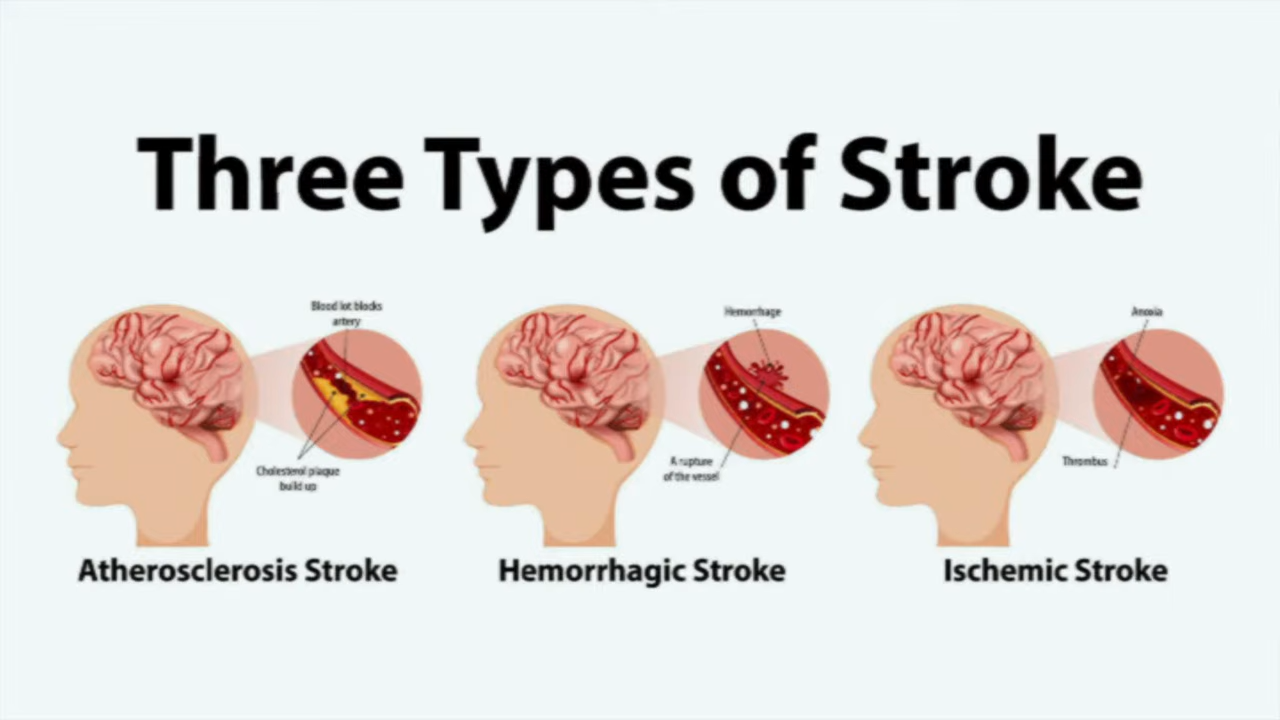 Three Types of Stroke
Blood lot blocks
artery
Cholesterol plaque
build up
Atherosclerosis Stroke
Hemorrhage
A rupture
of the vessel
Hemorrhagic Stroke
Anoxia
Thrombus
Ischemic Stroke